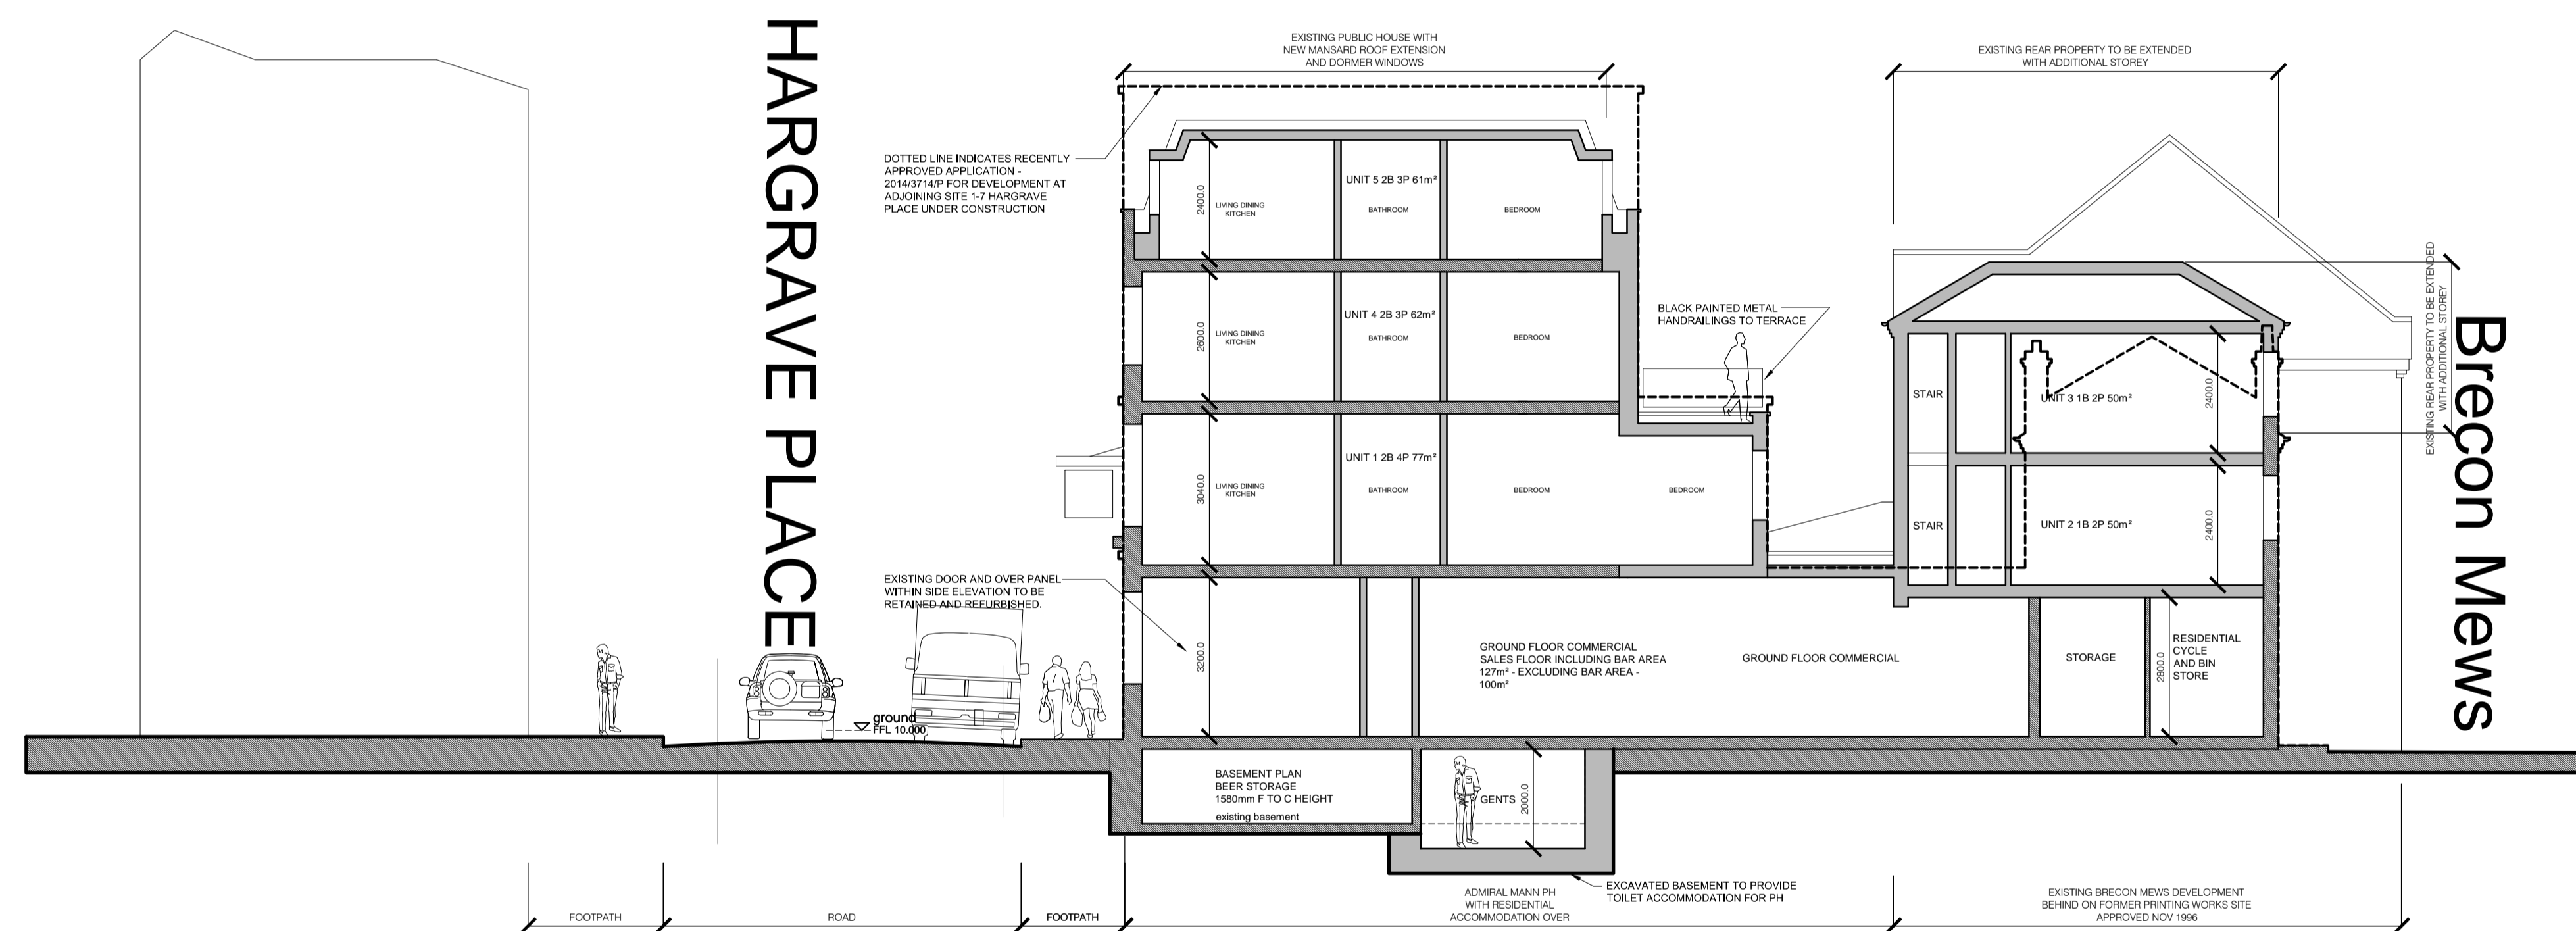 HARGRAVE PLACE
EXISTING PUBLIC HOUSE WITH
NEW MANSARD ROOF EXTENSION
AND DORMER WINDOWS
EXISTING REAR PROPERTY TO BE EXTENDED
WITH ADDITIONAL STOREY
DOTTED LINE INDICATES RECENTLY
APPROVED APPLICATION -
2014/3714/P FOR DEVELOPMENT AT
ADJOINING SITE 1-7 HARGRAVE
PLACE UNDER CONSTRUCTION
2400.0
LIVING DINING
KITCHEN
UNIT 5 2B 3P 61m²
BATHROOM
BEDROOM
2600.0
LIVING DINING
KITCHEN
UNIT 4 2B 3P 62m²
BATHROOM
BEDROOM
BLACK PAINTED METAL
HANDRAILINGS TO TERRACE
3040.0
LIVING DINING
KITCHEN
UNIT 1 2B 4P 77m²
BATHROOM
BEDROOM
BEDROOM
STAIR
UNIT 3 1B 2P 50m²
2400.0
STAIR
UNIT 2 1B 2P 50m²
2400.0
EXISTING REAR PROPERTY TO BE EXTENDED
WITH ADDITIONAL STOREY
Brecon Mews
EXISTING DOOR AND OVER PANEL
WITHIN SIDE ELEVATION TO BE
RETAINED AND REFURBISHED.
3200.0
GROUND FLOOR COMMERCIAL
SALES FLOOR INCLUDING BAR AREA
127m² - EXCLUDING BAR AREA -
100m²
GROUND FLOOR COMMERCIAL
STORAGE
2800.0
RESIDENTIAL
CYCLE
AND BIN
STORE
ground
FFL 10.000
BASEMENT PLAN
BEER STORAGE
1580mm F TO C HEIGHT
existing basement
GENTS
2000.0
EXCAVATED BASEMENT TO PROVIDE
TOILET ACCOMMODATION FOR PH
FOOTPATH
ROAD
FOOTPATH
ADMIRAL MANN PH
WITH RESIDENTIAL
ACCOMMODATION OVER
EXISTING BRECON MEWS DEVELOPMENT
BEHIND ON FORMER PRINTING WORKS SITE
APPROVED NOV 1996